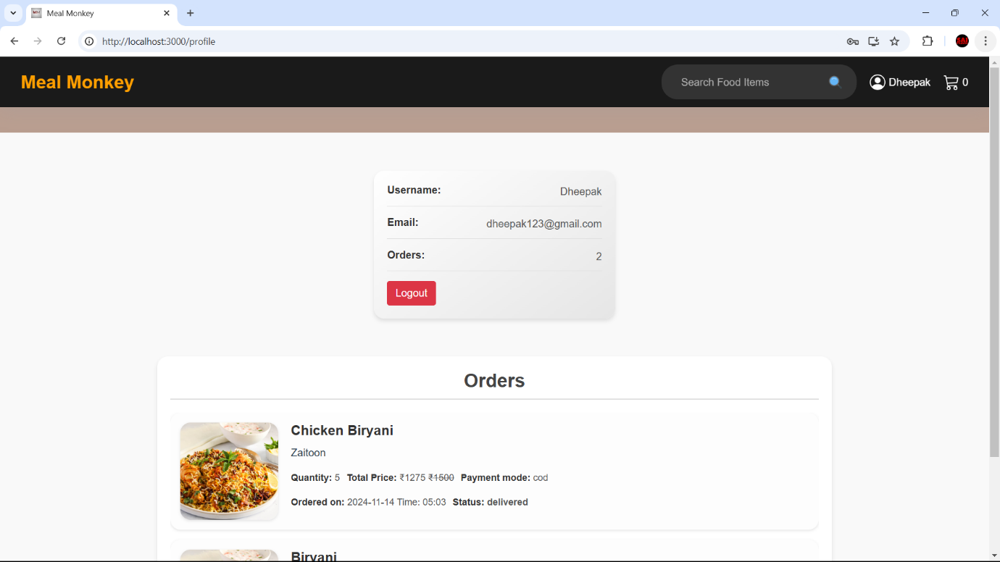 Meal Monkey
http://localhost:3000/profile
Meal Monkey
Search Food Items
Dheepak
0
Username: Dheepak
Email: dheepak123@gmail.com
Orders: 2
Logout
Orders
Chicken Biryani
Zaitoon
Quantity: 5 Total Price: ₹1275 ₹1500 Payment mode: cod
Ordered on: 2024-11-14 Time: 05:03 Status: delivered
Biryani